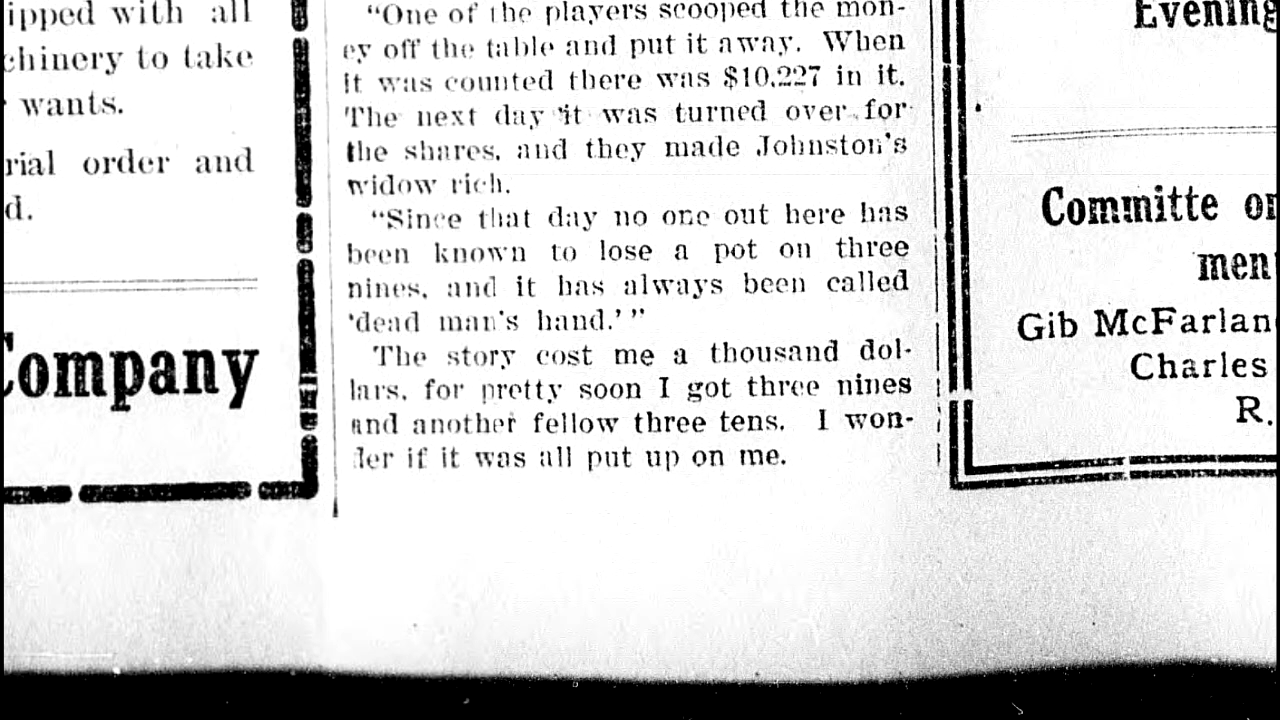 ipped with all
chinery to take
wants.
rial order and
d.
Company
"One of the players scooped the mon-
ey off the table and put it away. When
it was counted there was $10,227 in it.
The next day it was turned over for
the shares, and they made Johnston's
widow rich.
"Since that day no one out here has
been known to lose a pot on three
nines, and it has always been called
'dead man's hand.'"
The story cost me a thousand dol-
lars, for pretty soon I got three nines
and another fellow three tens. I won-
der if it was all put up on me.
Evening
Committe on
men
Gib McFarlan
Charles
R.